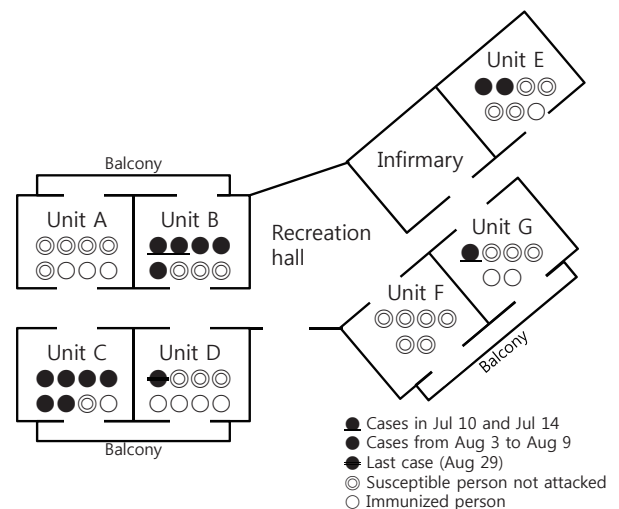 Unit E
Infirmary
Balcony
Unit A
Unit B
Recreation
hall
Unit G
Unit F
Unit C
Unit D
Balcony
Balcony
Cases in Jul 10 and Jul 14
Cases from Aug 3 to Aug 9
Last case (Aug 29)
Susceptible person not attacked
Immunized person